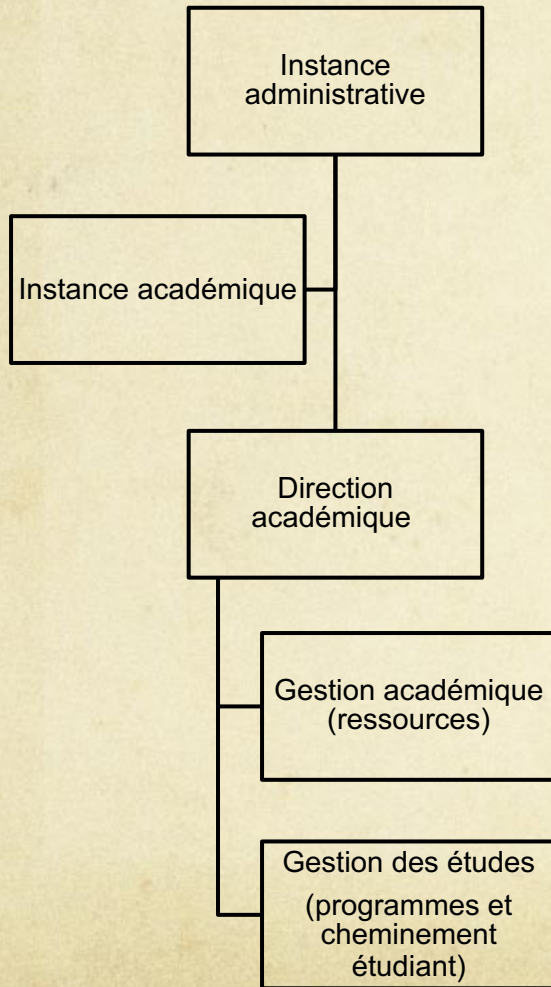 Instance
administrative
Instance académique
Direction
académique
Gestion académique
(ressources)
Gestion des études
(programmes et
cheminement
étudiant)